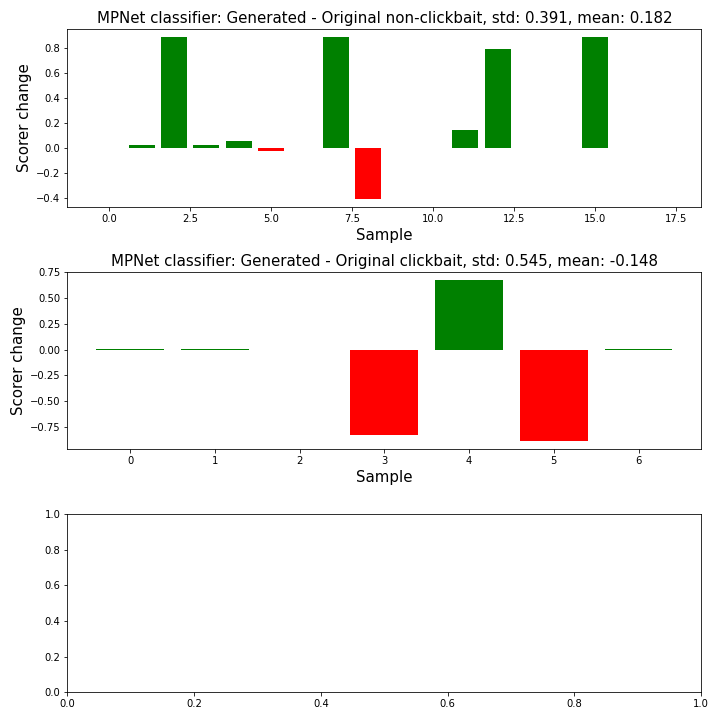 MPNet classifier: Generated - Original non-clickbait, std: 0.391, mean: 0.182
0.8
0.6
0.4
0.2
0.0
−0.2
−0.4
Scorer change
0.0 2.5 5.0 7.5 10.0 12.5 15.0 17.5
Sample
MPNet classifier: Generated - Original clickbait, std: 0.545, mean: -0.148
0.75
0.50
0.25
0.00
−0.25
−0.50
−0.75
Scorer change
0 1 2 3 4 5 6
Sample
1.0
0.8
0.6
0.4
0.2
0.0
0.0 0.2 0.4 0.6 0.8 1.0